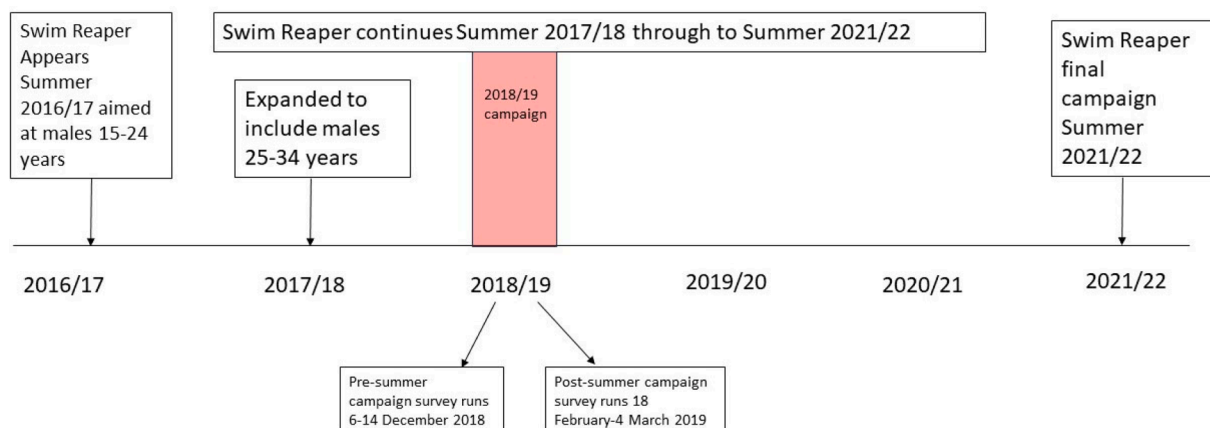 Swim Reaper
Appears
Summer
2016/17 aimed
at males 15-24
years
Swim Reaper continues Summer 2017/18 through to Summer 2021/22
Expanded to
include males
25-34 years
2018/19
campaign
Swim Reaper
final
campaign
Summer
2021/22
2016/17
2017/18
2018/19
2019/20
2020/21
2021/22
Pre-summer
campaign survey runs
6-14 December 2018
Post-summer campaign
survey runs 18
February-4 March 2019